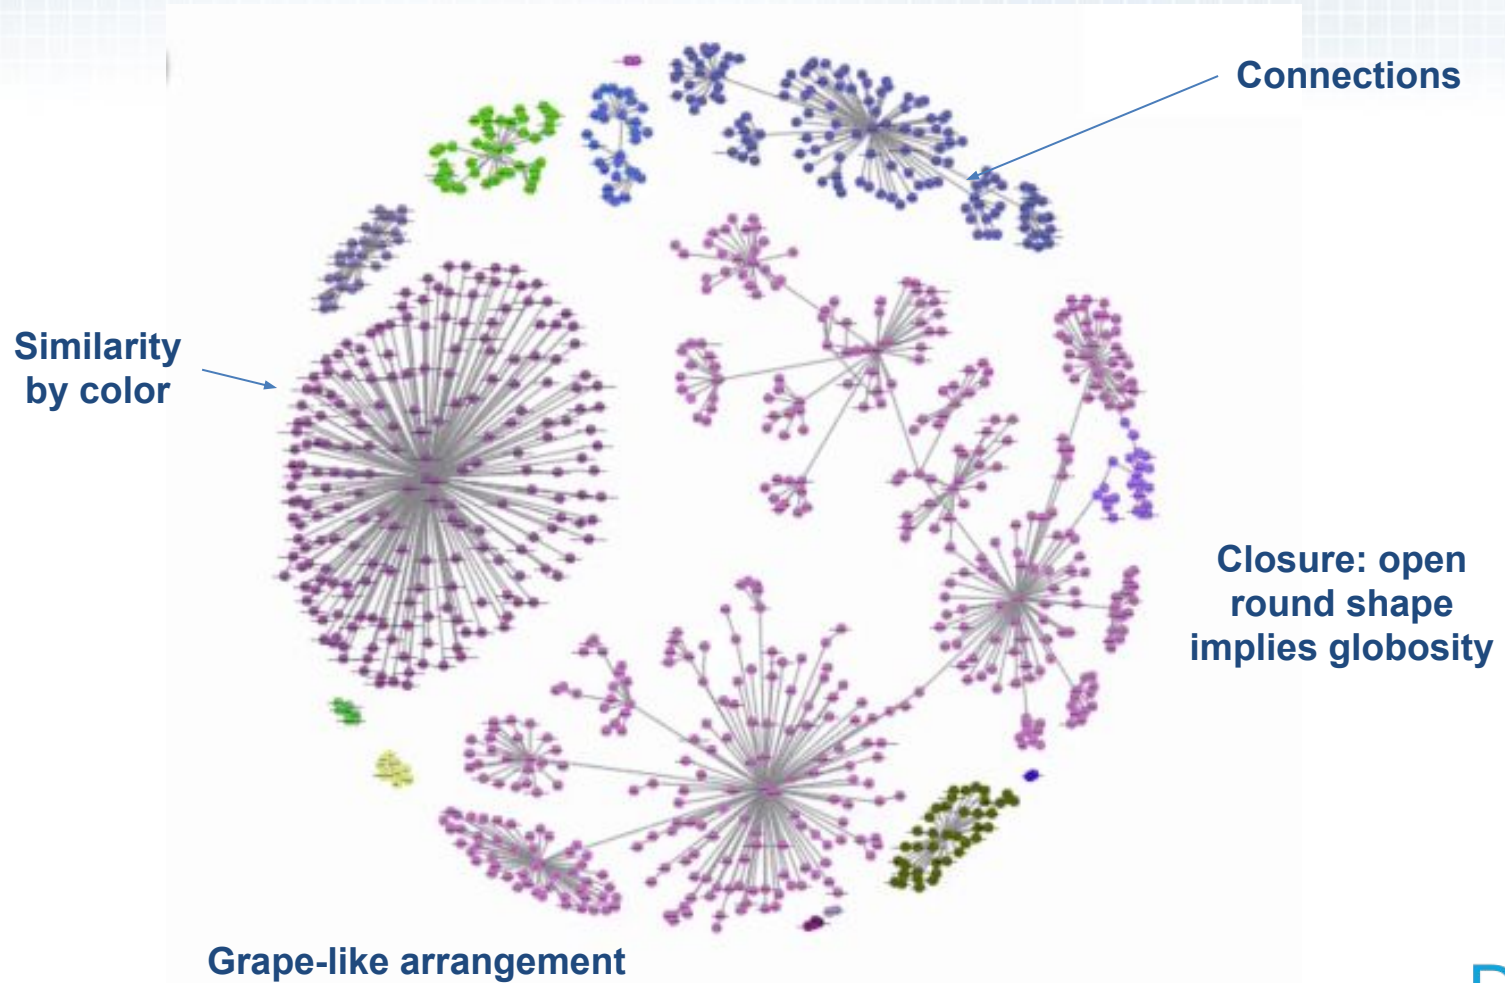 Connections
Similarity
by color
Closure: open
round shape
implies globosity
Grape-like arrangement